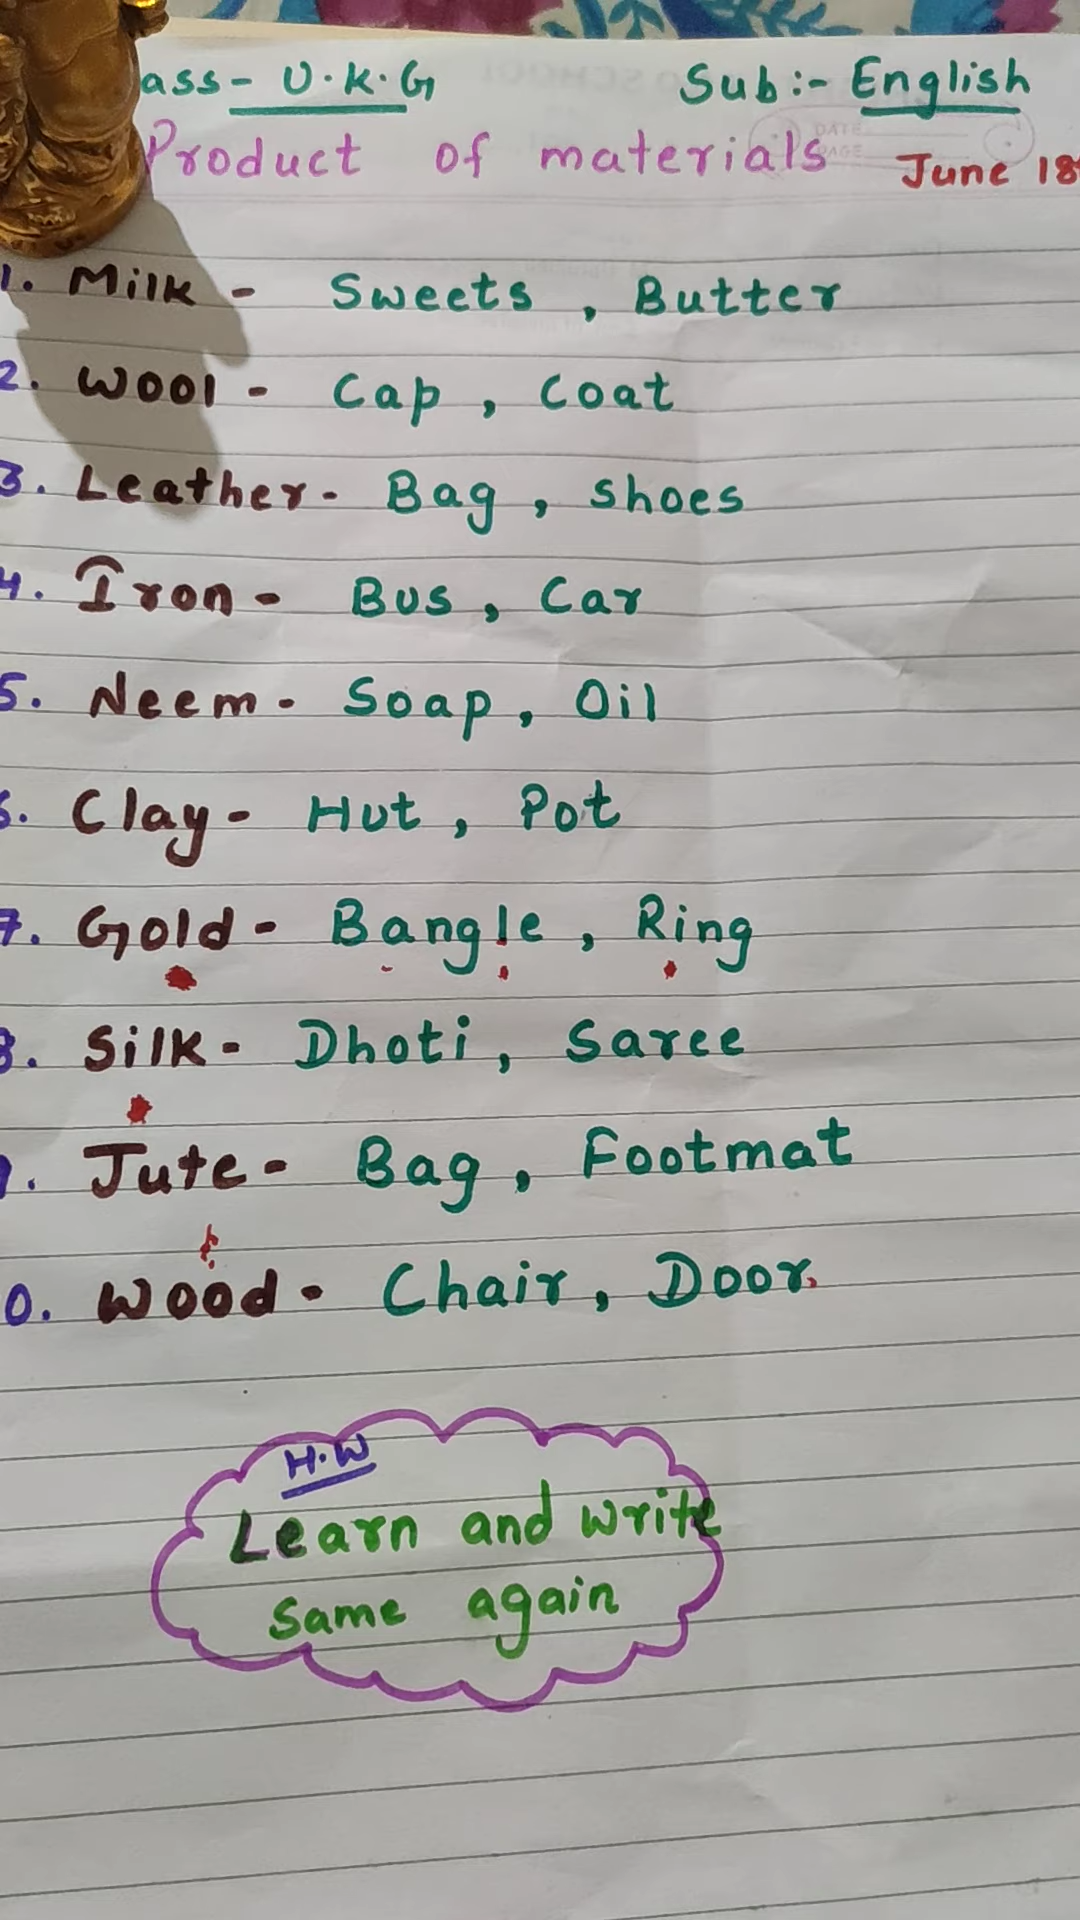 ass- U.K.G Sub:- English
Product of materials June 18
1. Milk - Sweets, Butter
2. Wool - Cap, Coat
3. Leather - Bag, Shoes
4. Iron - Bus, Car
5. Neem - Soap, Oil
6. Clay - Hut, Pot
7. Gold - Bangle, Ring
8. Silk - Dhoti, Saree
9. Jute - Bag, Footmat
0. Wood - Chair, Door
H.W
Learn and write
Same again